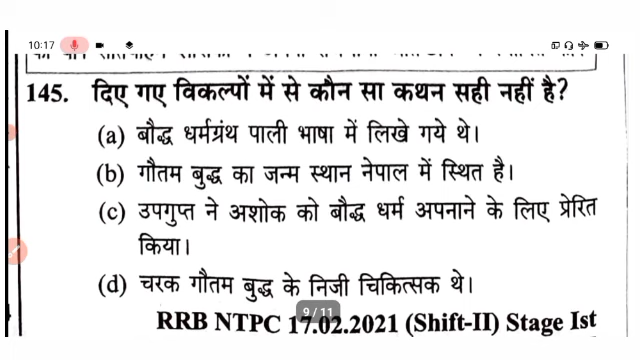 10:17
145. दिए गए विकल्पों में से कौन सा कथन सही नहीं है?
(a) बौद्ध धर्मग्रंथ पाली भाषा में लिखे गये थे।
(b) गौतम बुद्ध का जन्म स्थान नेपाल में स्थित है।
(c) उपगुप्त ने अशोक को बौद्ध धर्म अपनाने के लिए प्रेरित
किया।
(d) चरक गौतम बुद्ध के निजी चिकित्सक थे।
9/11
RRB NTPC 17.02.2021 (Shift-II) Stage Ist